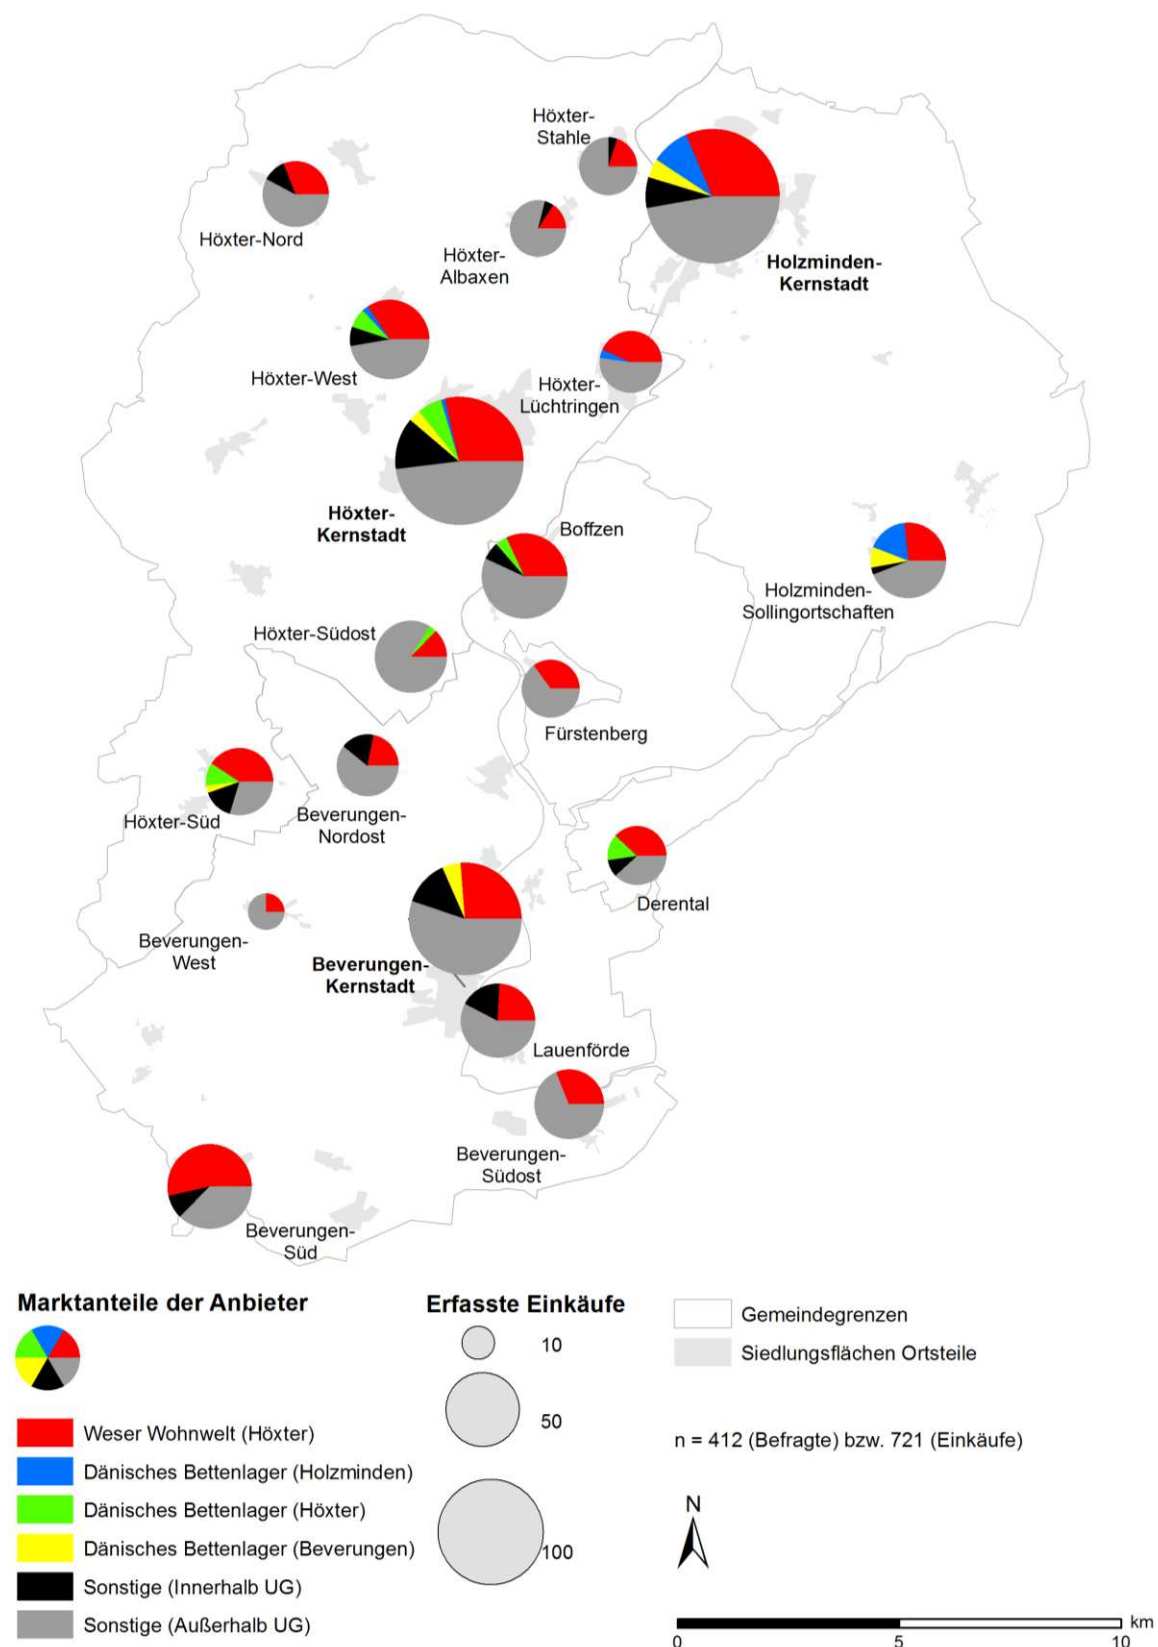 Höxter-
Stahle
Höxter-Nord
Höxter-
Albaxen
Holzminden-
Kernstadt
Höxter-West
Höxter-
Lüchtringen
Höxter-
Kernstadt
Boffzen
Holzminden-
Sollingortschaften
Höxter-Südost
Fürstenberg
Höxter-Süd
Beverungen-
Nordost
Derental
Beverungen-
West
Beverungen-
Kernstadt
Lauenförde
Beverungen-
Südost
Beverungen-
Süd
Marktanteile der Anbieter
Weser Wohnwelt (Höxter)
Dänisches Bettenlager (Holzminden)
Dänisches Bettenlager (Höxter)
Dänisches Bettenlager (Beverungen)
Sonstige (Innerhalb UG)
Sonstige (Außerhalb UG)
Erfasste Einkäufe
10
50
100
Gemeindegrenzen
Siedlungsflächen Ortsteile
n = 412 (Befragte) bzw. 721 (Einkäufe)
N
km
0 5 10